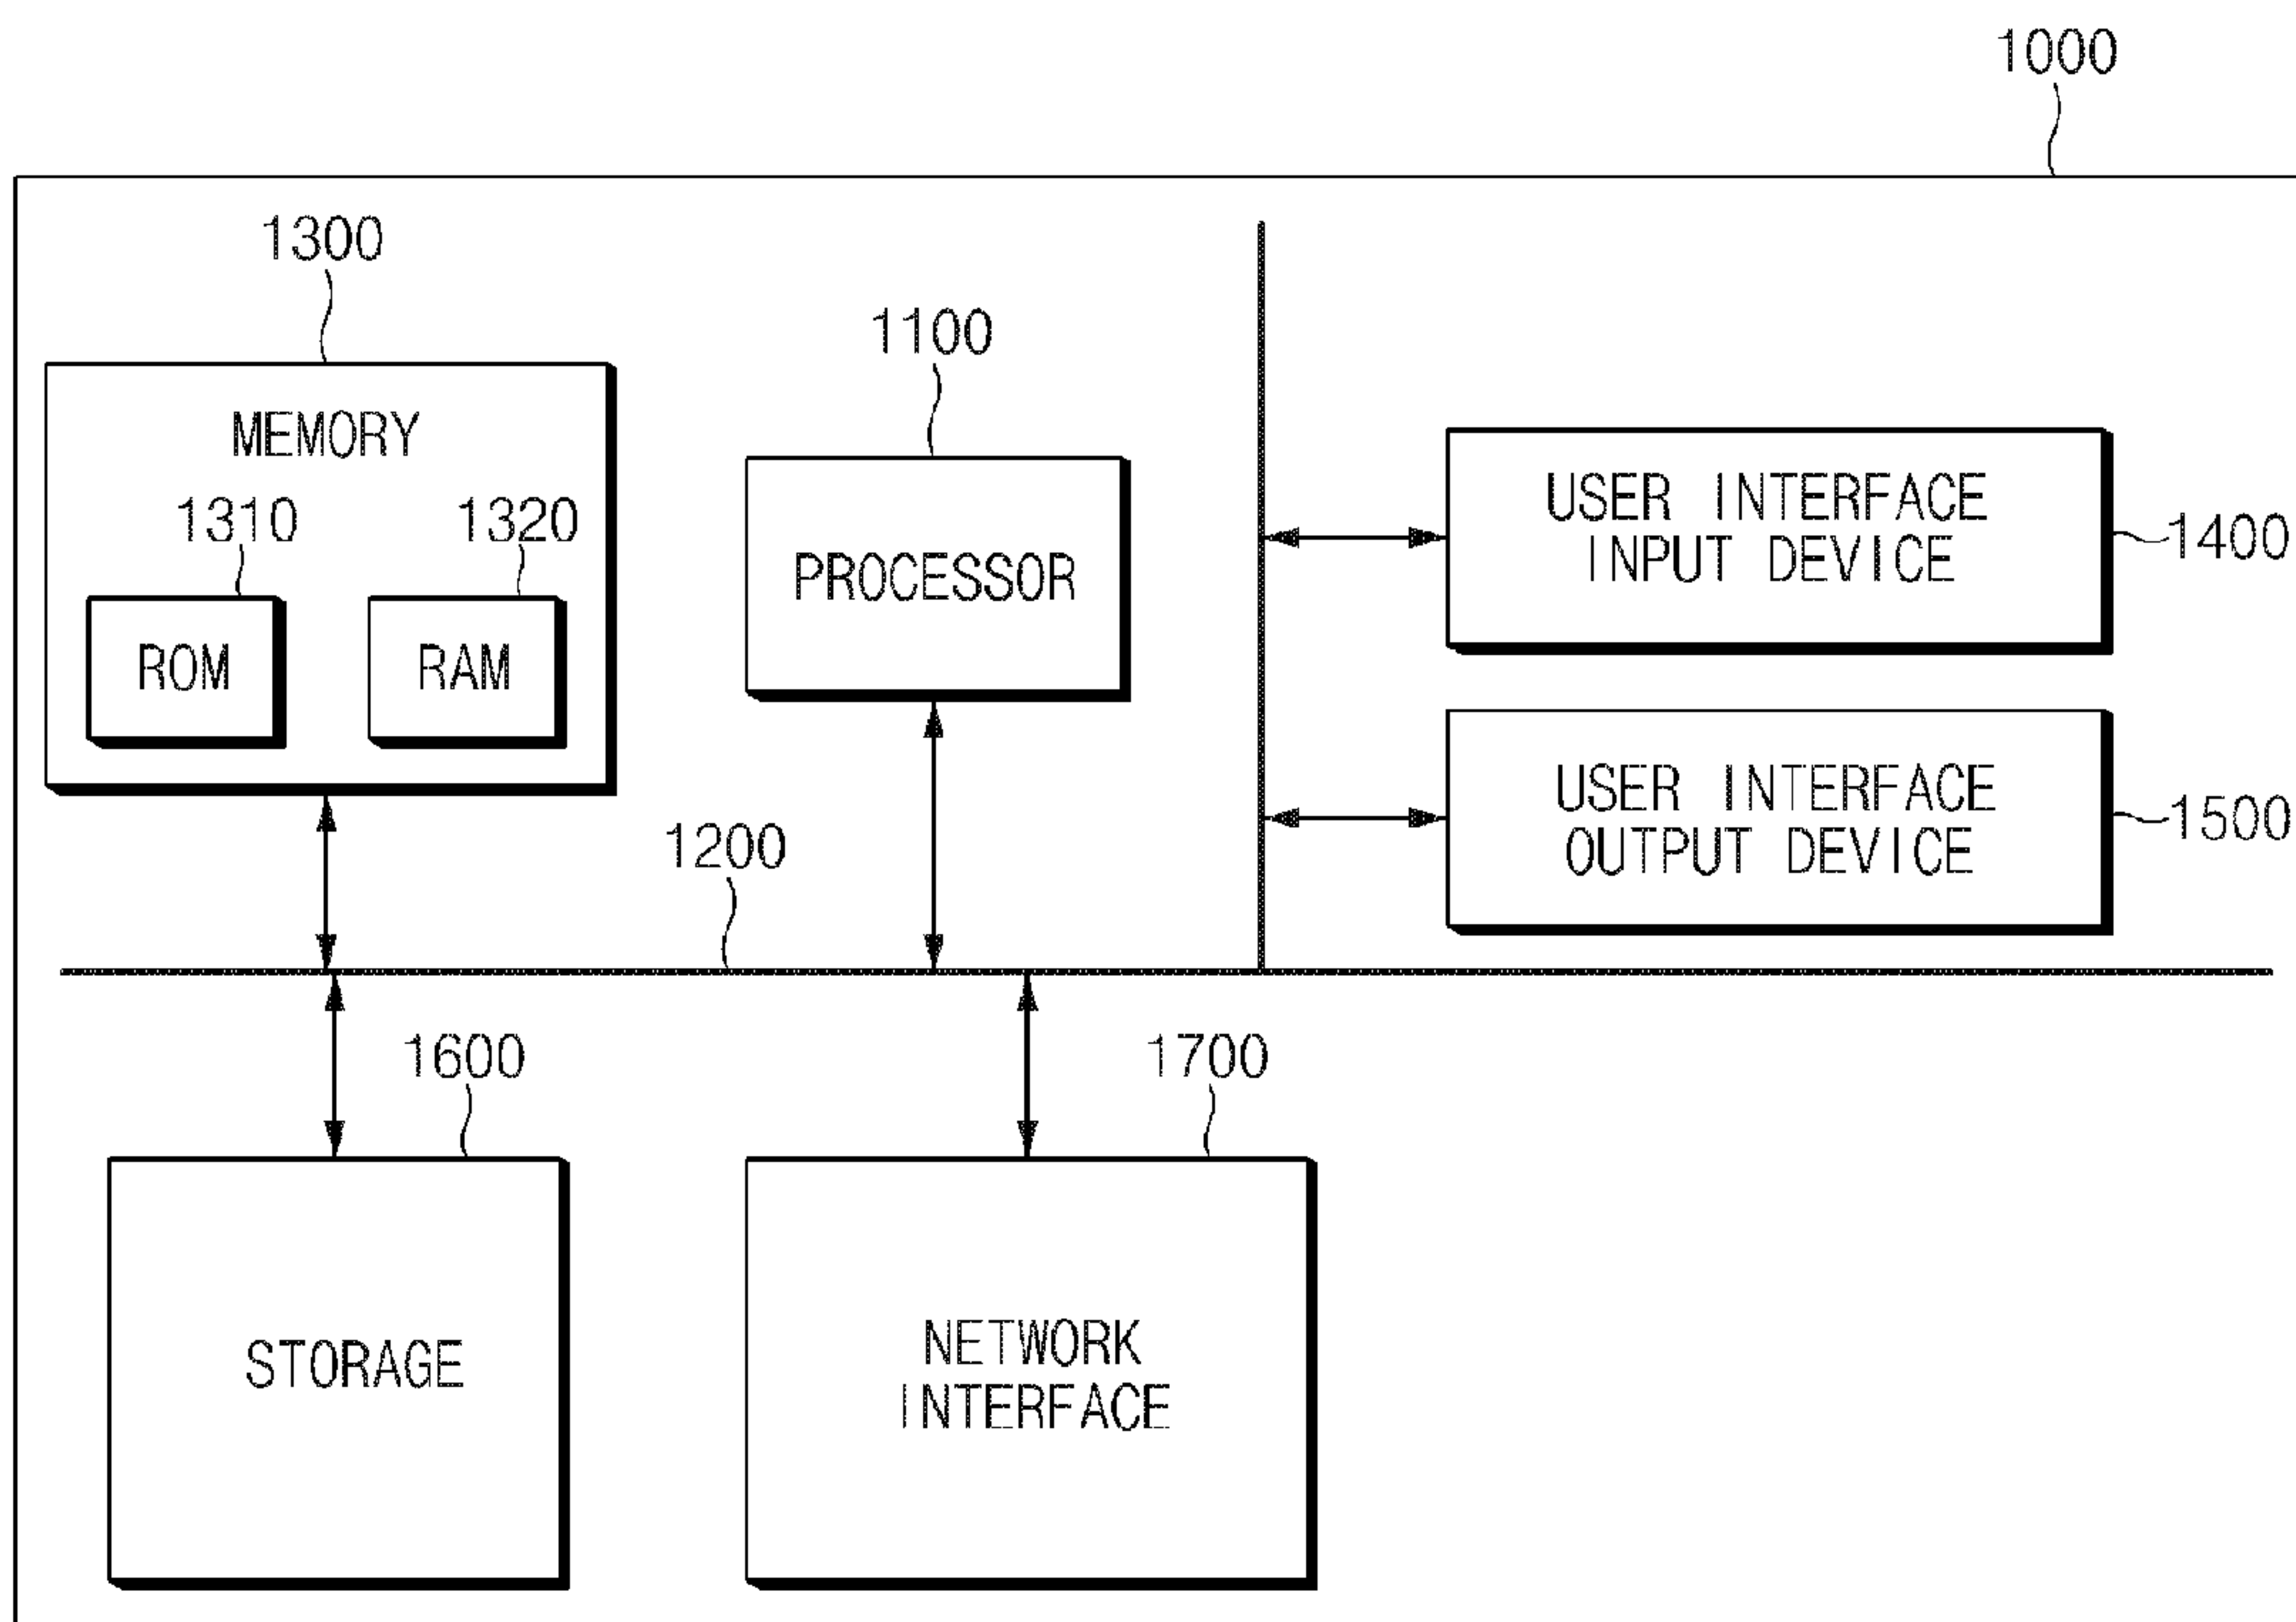 1000
1300
MEMORY
1310
1320
ROM
RAM
1100
PROCESSOR
USER INTERFACE
INPUT DEVICE
1400
USER INTERFACE
OUTPUT DEVICE
1500
1200
1600
STORAGE
1700
NETWORK
INTERFACE